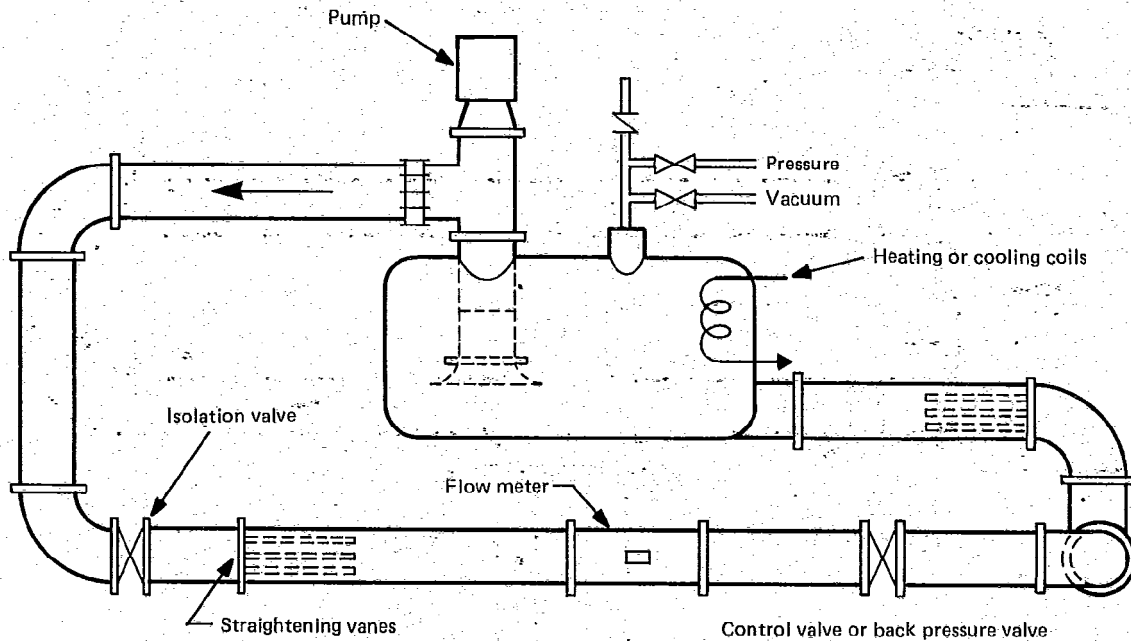 Pump
Pressure
Vacuum
Heating or cooling coils
Isolation valve
Flow meter
Straightening vanes
Control valve or back pressure valve